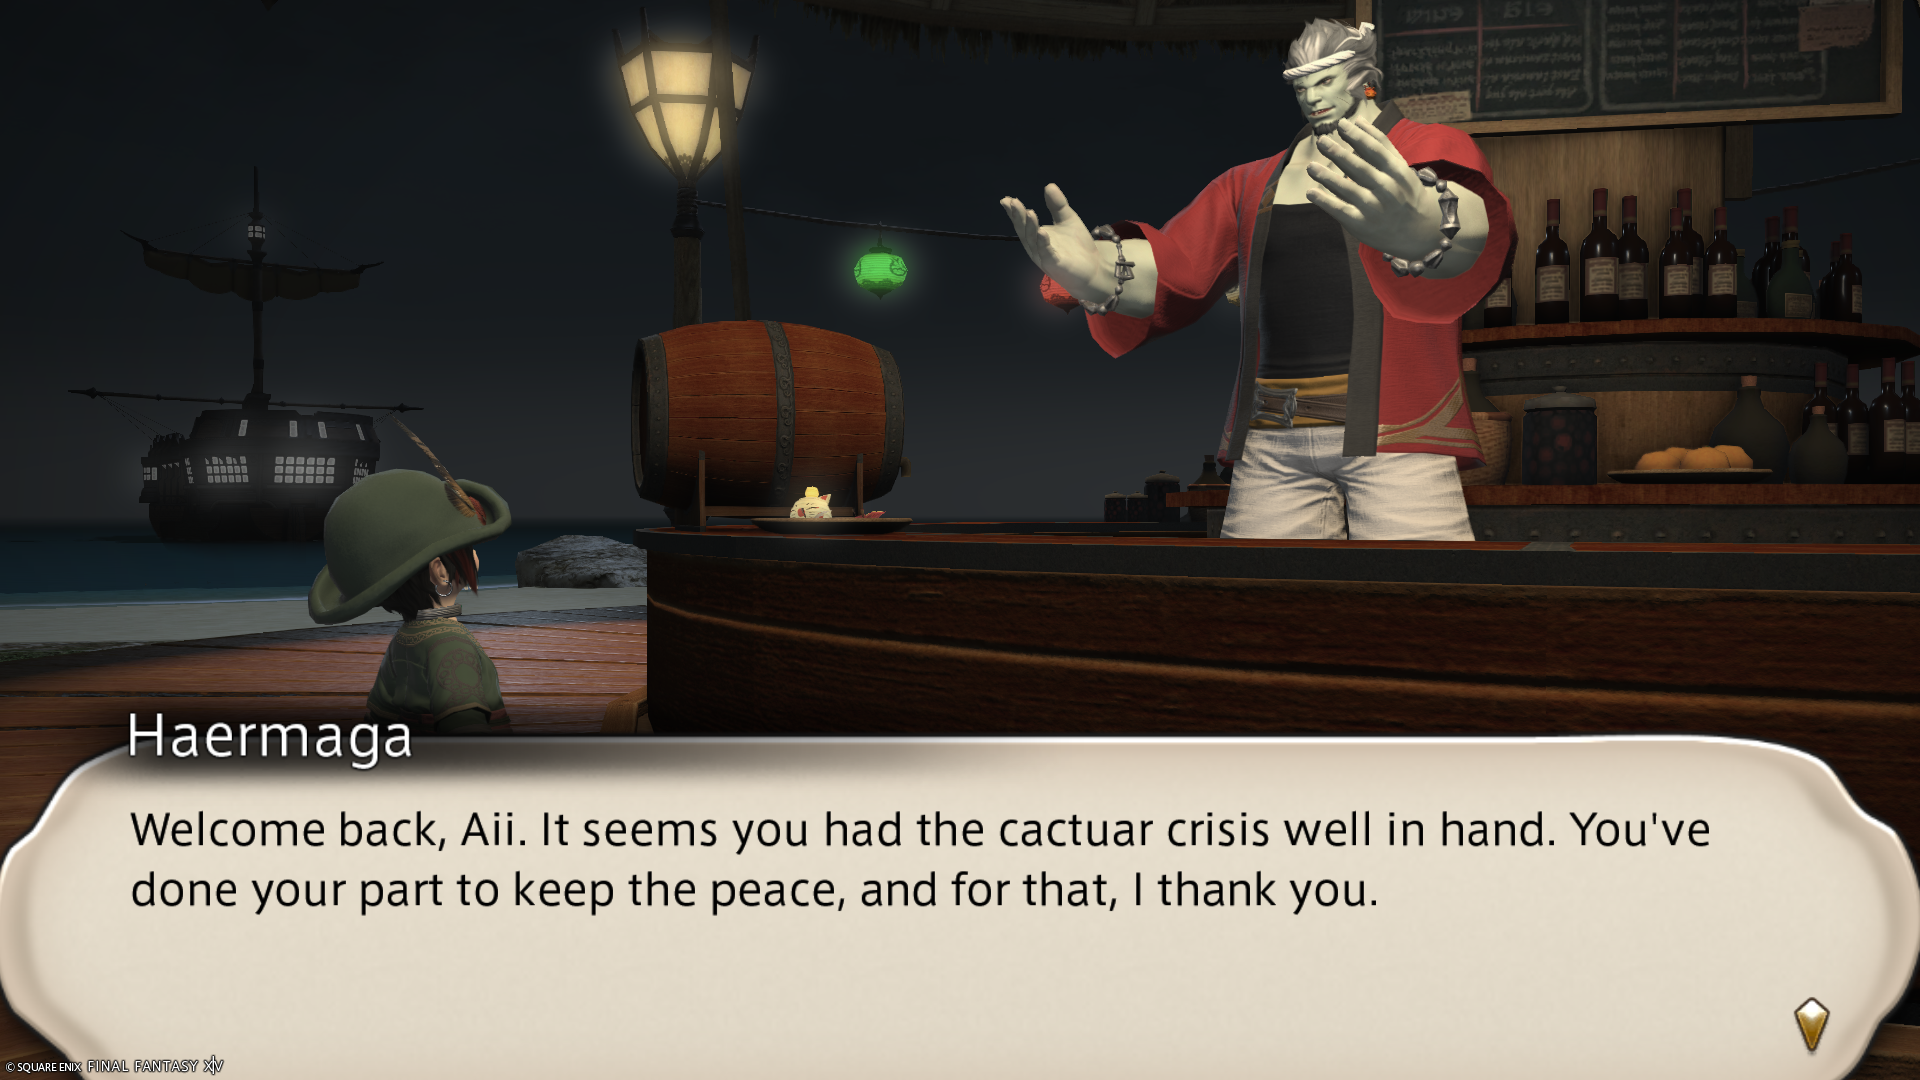 Haermaga
Welcome back, Aii. It seems you had the cactuar crisis well in hand. You've
done your part to keep the peace, and for that, I thank you.
© SQUARE ENIX FINAL FANTASY XIV